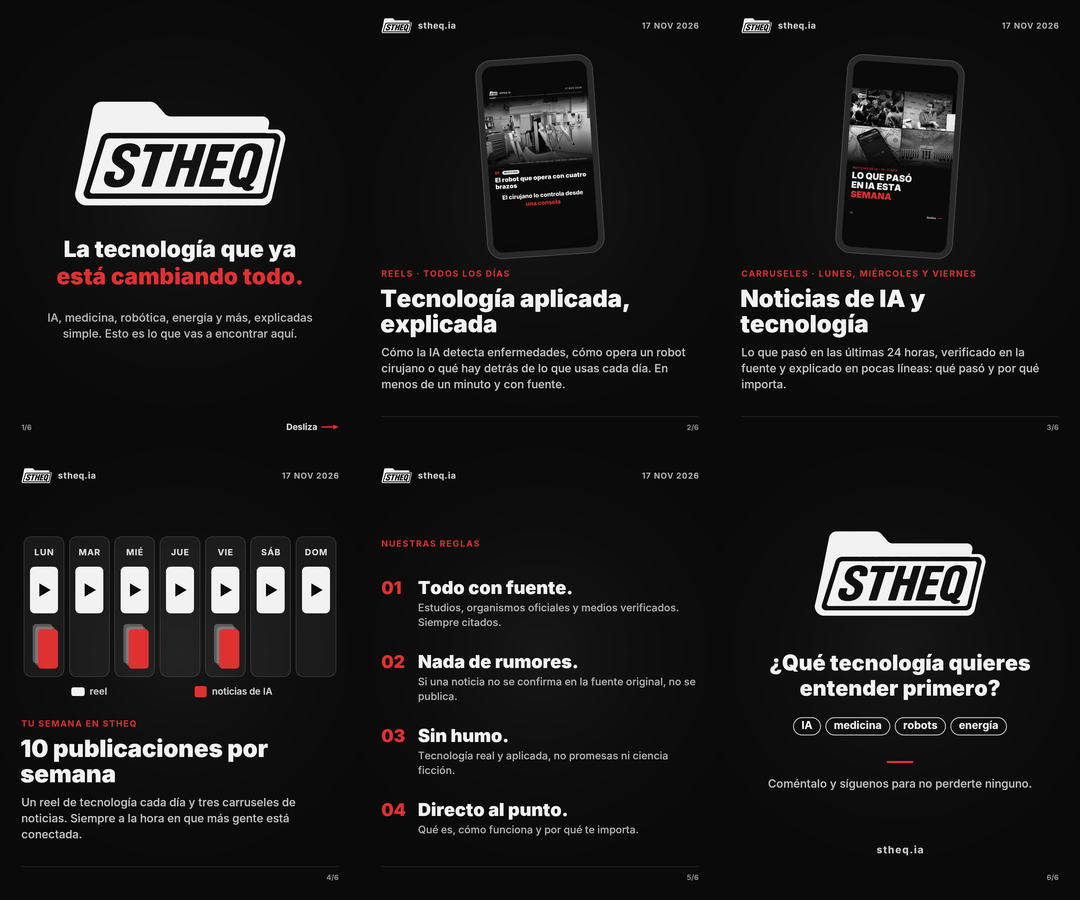 STHEQ
La tecnología que ya
está cambiando todo.
IA, medicina, robótica, energía y más, explicadas
simple. Esto es lo que vas a encontrar aquí.
1/6
Desliza
STHEQ stheq.ia
17 NOV 2026
El robot que opera con cuatro
brazos
El cirujano lo controla desde
una consola
REELS · TODOS LOS DÍAS
Tecnología aplicada,
explicada
Cómo la IA detecta enfermedades, cómo opera un robot
cirujano o qué hay detrás de lo que usas cada día. En
menos de un minuto y con fuente.
2/6
STHEQ stheq.ia
17 NOV 2026
LO QUE PASÓ
EN IA ESTA
SEMANA
Desliza
CARRUSELES · LUNES, MIÉRCOLES Y VIERNES
Noticias de IA y
tecnología
Lo que pasó en las últimas 24 horas, verificado en la
fuente y explicado en pocas líneas: qué pasó y por qué
importa.
3/6
STHEQ stheq.ia
17 NOV 2026
LUN MAR MIÉ JUE VIE SÁB DOM
reel
noticias de IA
TU SEMANA EN STHEQ
10 publicaciones por
semana
Un reel de tecnología cada día y tres carruseles de
noticias. Siempre a la hora en que más gente está
conectada.
4/6
STHEQ stheq.ia
17 NOV 2026
NUESTRAS REGLAS
01 Todo con fuente.
Estudios, organismos oficiales y medios verificados.
Siempre citados.
02 Nada de rumores.
Si una noticia no se confirma en la fuente original, no se
publica.
03 Sin humo.
Tecnología real y aplicada, no promesas ni ciencia
ficción.
04 Directo al punto.
Qué es, cómo funciona y por qué te importa.
5/6
STHEQ
¿Qué tecnología quieres
entender primero?
IA medicina robots energía
Coméntalo y síguenos para no perderte ninguno.
stheq.ia
6/6